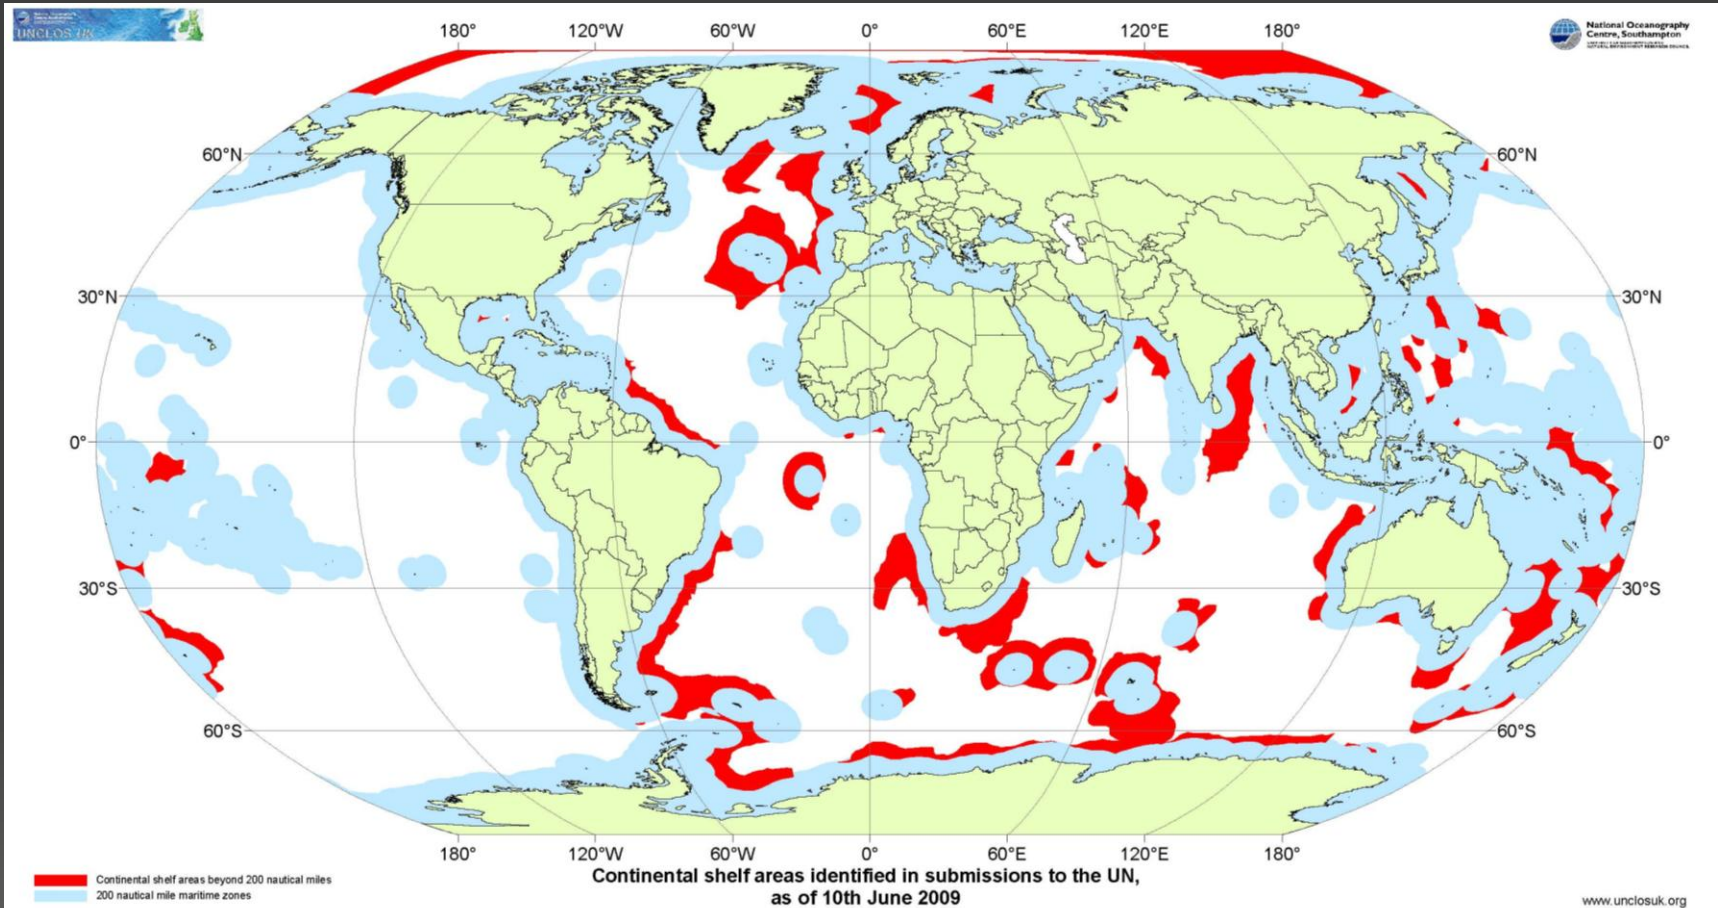 UNCLOS UK
National Oceanography
Centre, Southampton
180° 120°W 60°W 0° 60°E 120°E 180°
60°N 60°N
30°N 30°N
0° 0°
30°S 30°S
60°S 60°S
180° 120°W 60°W 0° 60°E 120°E 180°
Continental shelf areas identified in submissions to the UN,
as of 10th June 2009
Continental shelf areas beyond 200 nautical miles
200 nautical mile maritime zones
www.unclosuk.org